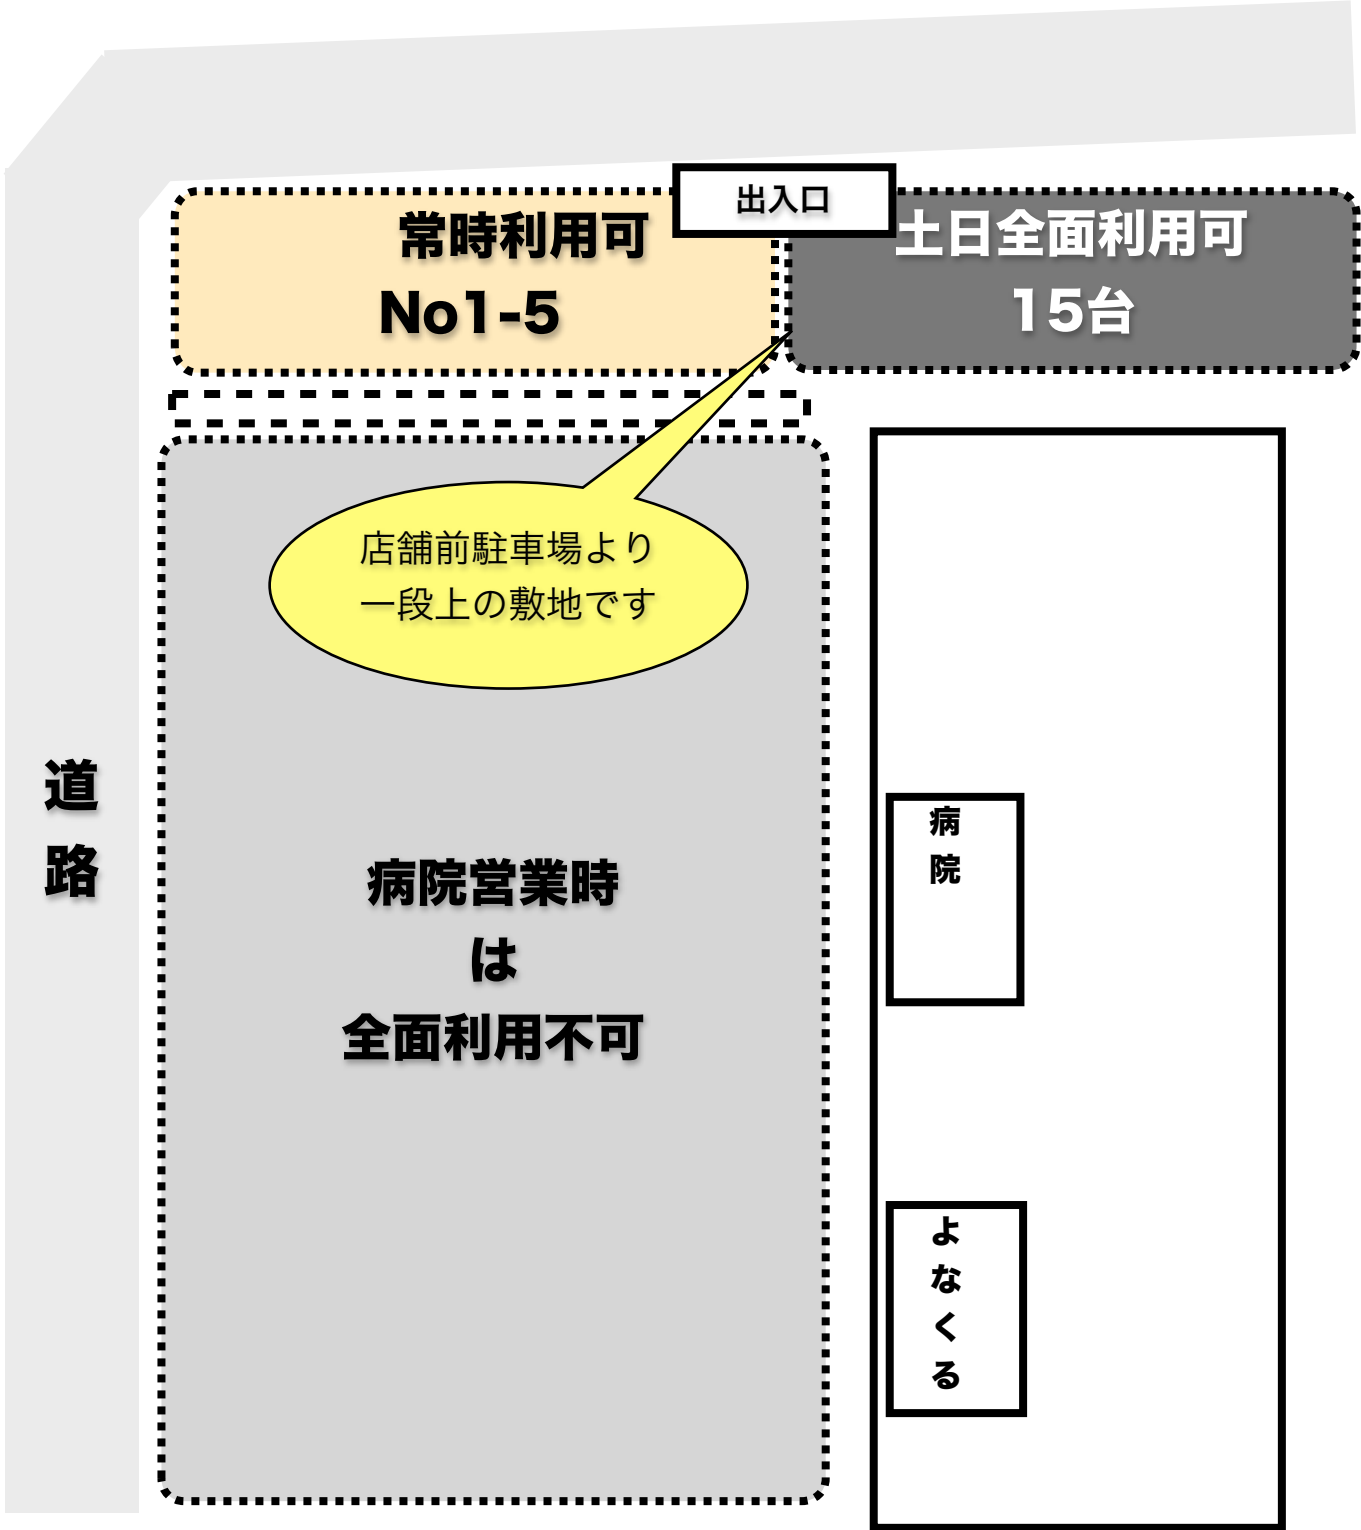 出入口
常時利用可
No1-5
土日全面利用可
15台
店舗前駐車場より
一段上の敷地です
道
路
病院営業時
は
全面利用不可
病
院
よ
な
く
る